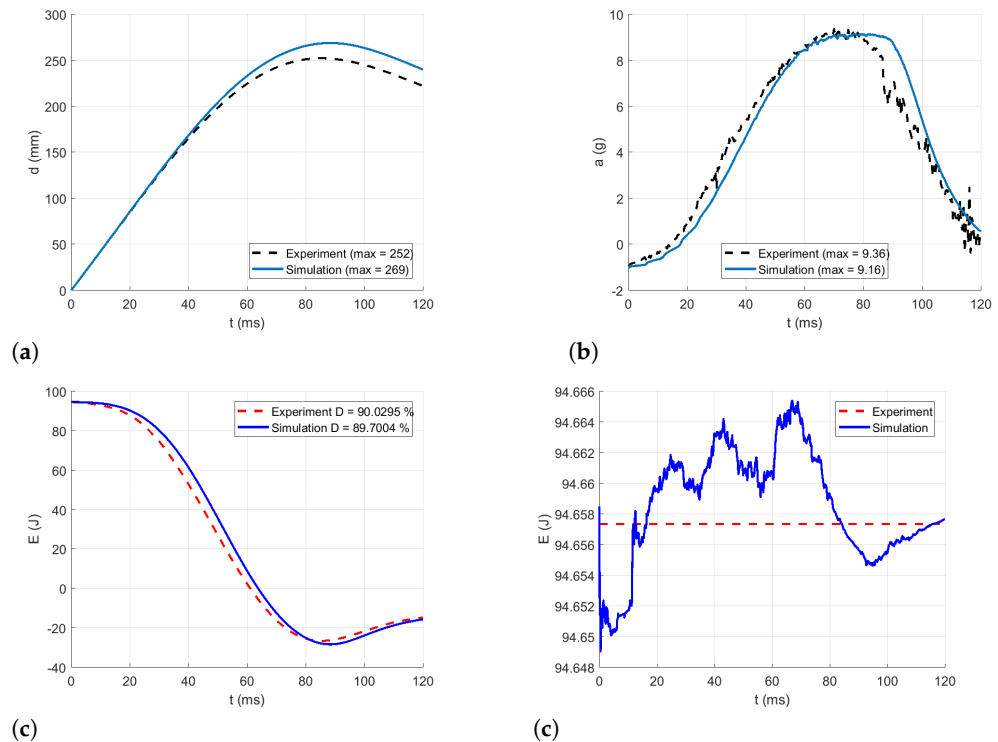 300
250
200
150
100
50
0
d (mm)
0 20 40 60 80 100 120
t (ms)
Experiment (max = 252)
Simulation (max = 269)
(a)
10
8
6
4
2
0
-2
a (g)
0 20 40 60 80 100 120
t (ms)
Experiment (max = 9.36)
Simulation (max = 9.16)
(b)
100
80
60
40
20
0
-20
-40
E (J)
0 20 40 60 80 100 120
t (ms)
Experiment D = 90.0295 %
Simulation D = 89.7004 %
(c)
94.666
94.664
94.662
94.66
94.658
94.656
94.654
94.652
94.65
94.648
E (J)
0 20 40 60 80 100 120
t (ms)
Experiment
Simulation
(c)